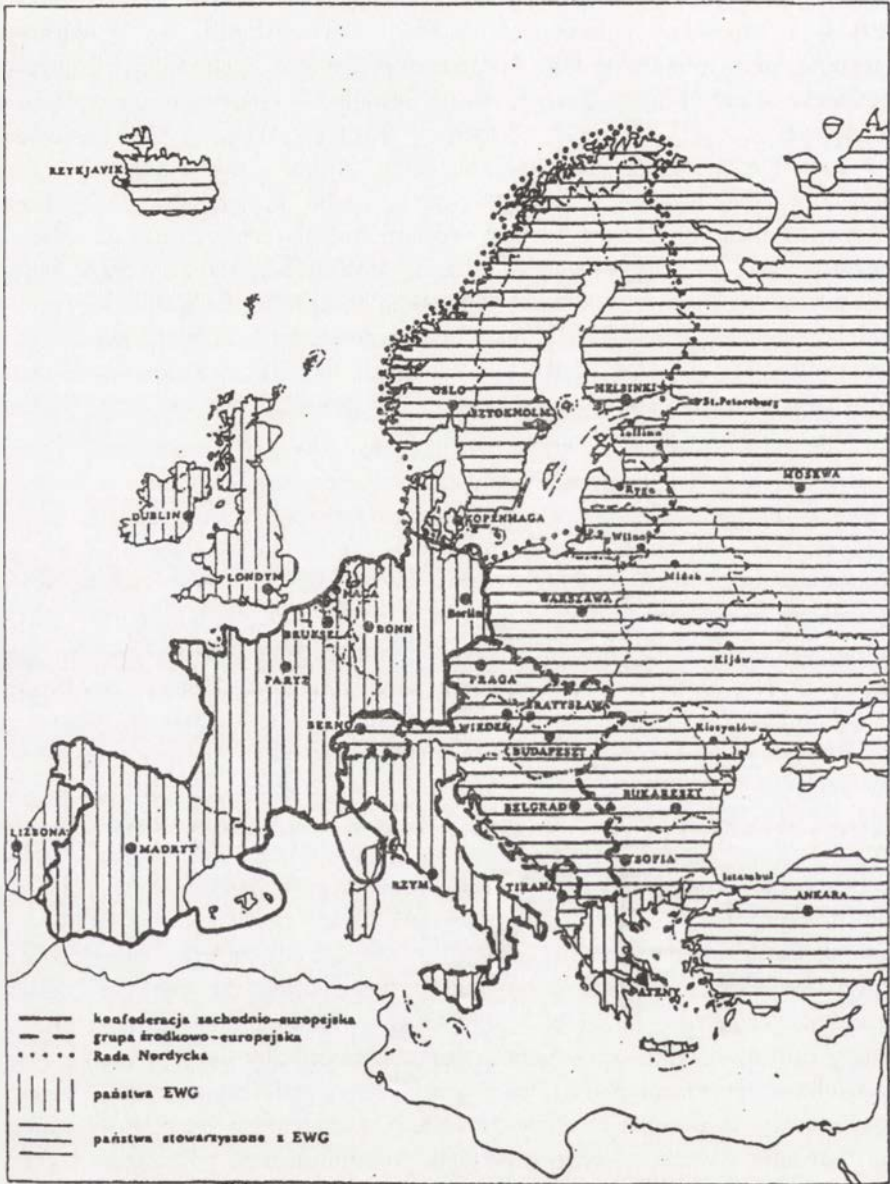 REYKJAVIK
OSLO
HELSINKI
SZTOKHOLM
St.Petersburg
Tallinn
MOSKWA
DUBLIN
Ryga
KOPENHAGA
Wilno
LONDYN
HAGA
Mińsk
Berlin
WARSZAWA
BRUKSELA
BONN
PARYŻ
PRAGA
Kijów
BERNO
WIEDEŃ
BRATYSŁAWA
Kiszyniów
BUDAPESZT
BELGRAD
BUKARESZT
LIZBONA
MADRYT
SOFIA
RZYM
TIRANA
Istambul
ANKARA
ATENY
konfederacja zachodnio-europejska
grupa środkowo-europejska
Rada Nordycka
państwa EWG
państwa stowarzyszone z EWG